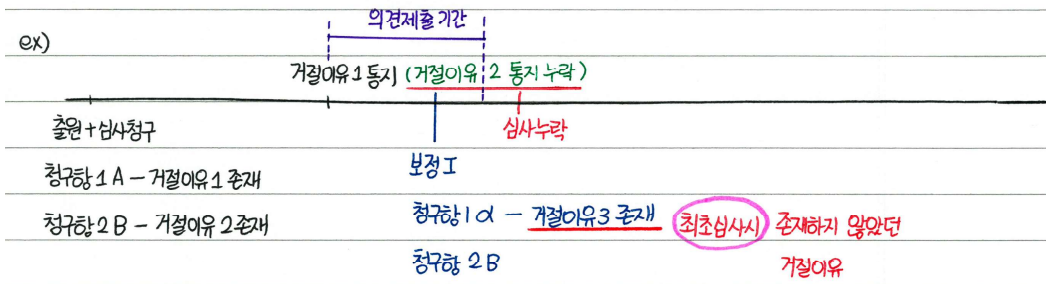 의견제출기간
ex)
거절이유1 통지 (거절이유 2 통지 누락)
출원+심사청구
심사누락
보정 I
청구항 1 A - 거절이유1 존재
청구항1 α - 거절이유3 존재 최초심사시 존재하지 않았던
청구항 2 B - 거절이유 2 존재
청구항 2 B
거절이유